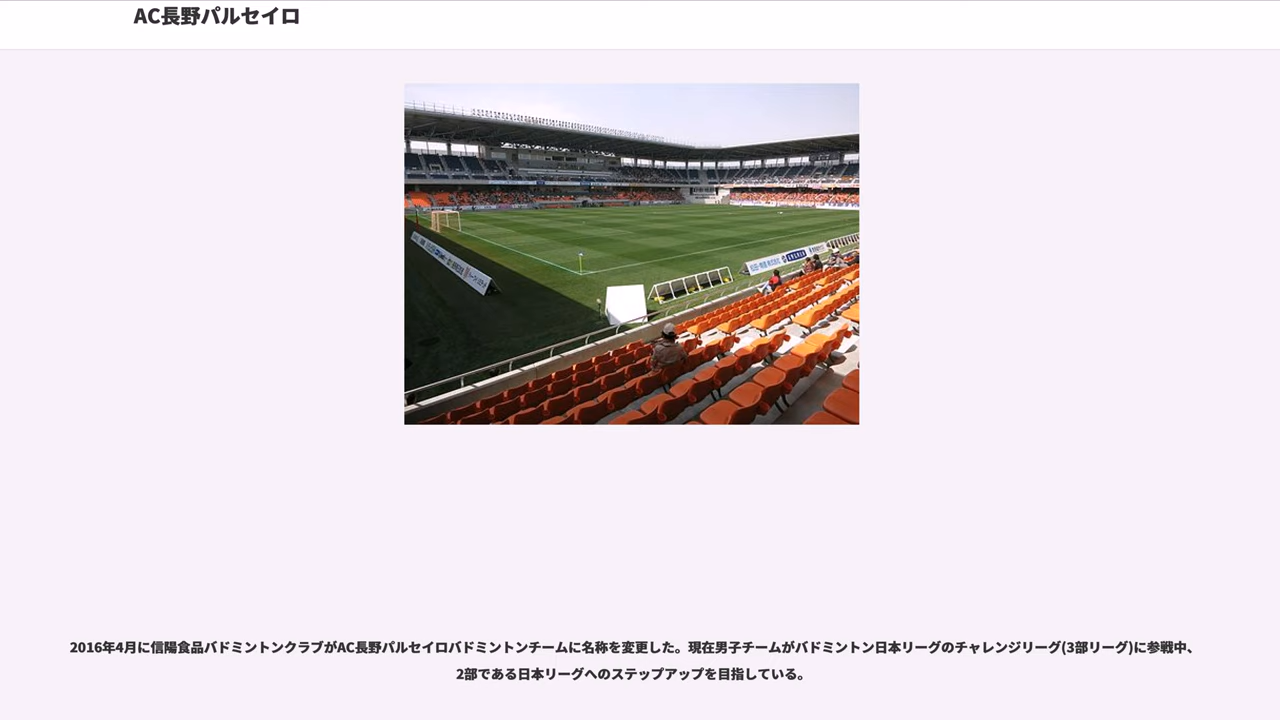 AC長野パルセイロ
2016年4月に信陽食品バドミントンクラブがAC長野パルセイロバドミントンチームに名称を変更した。現在男子チームがバドミントン日本リーグのチャレンジリーグ(3部リーグ)に参戦中、
2部である日本リーグへのステップアップを目指している。